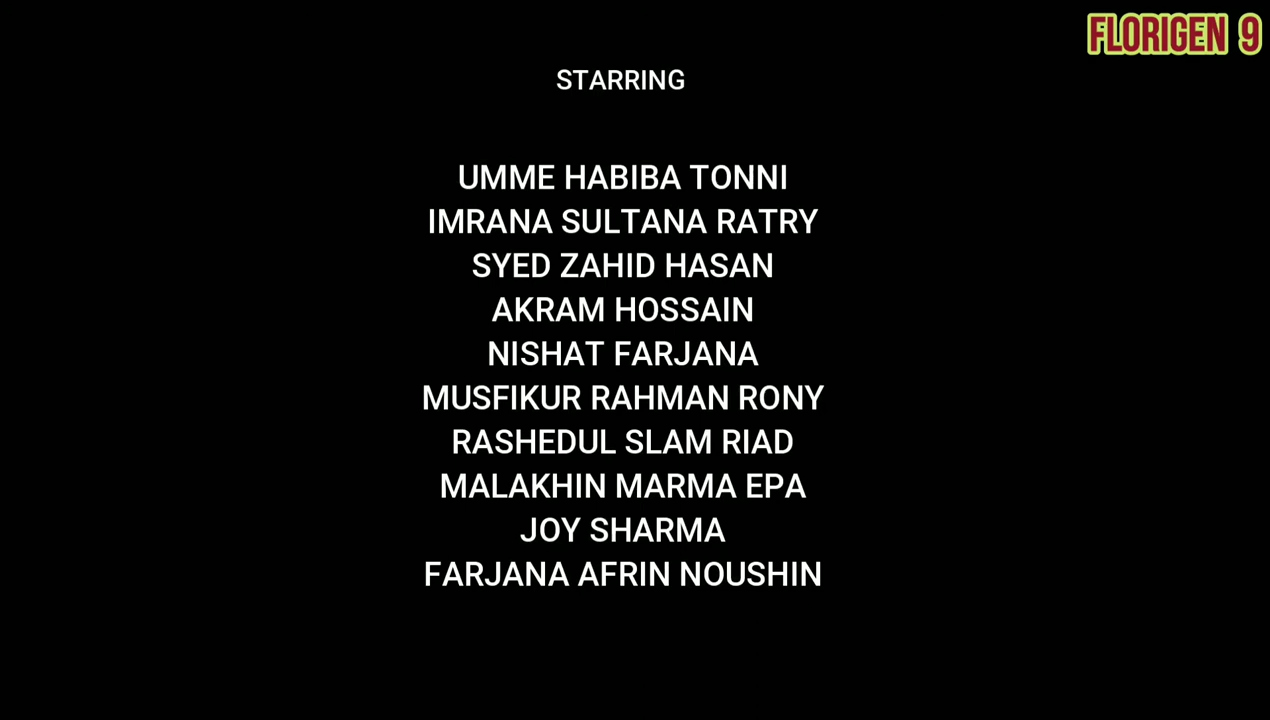 FLORIGEN 9
STARRING
UMME HABIBA TONNI
IMRANA SULTANA RATRY
SYED ZAHID HASAN
AKRAM HOSSAIN
NISHAT FARJANA
MUSFIKUR RAHMAN RONY
RASHEDUL SLAM RIAD
MALAKHIN MARMA EPA
JOY SHARMA
FARJANA AFRIN NOUSHIN